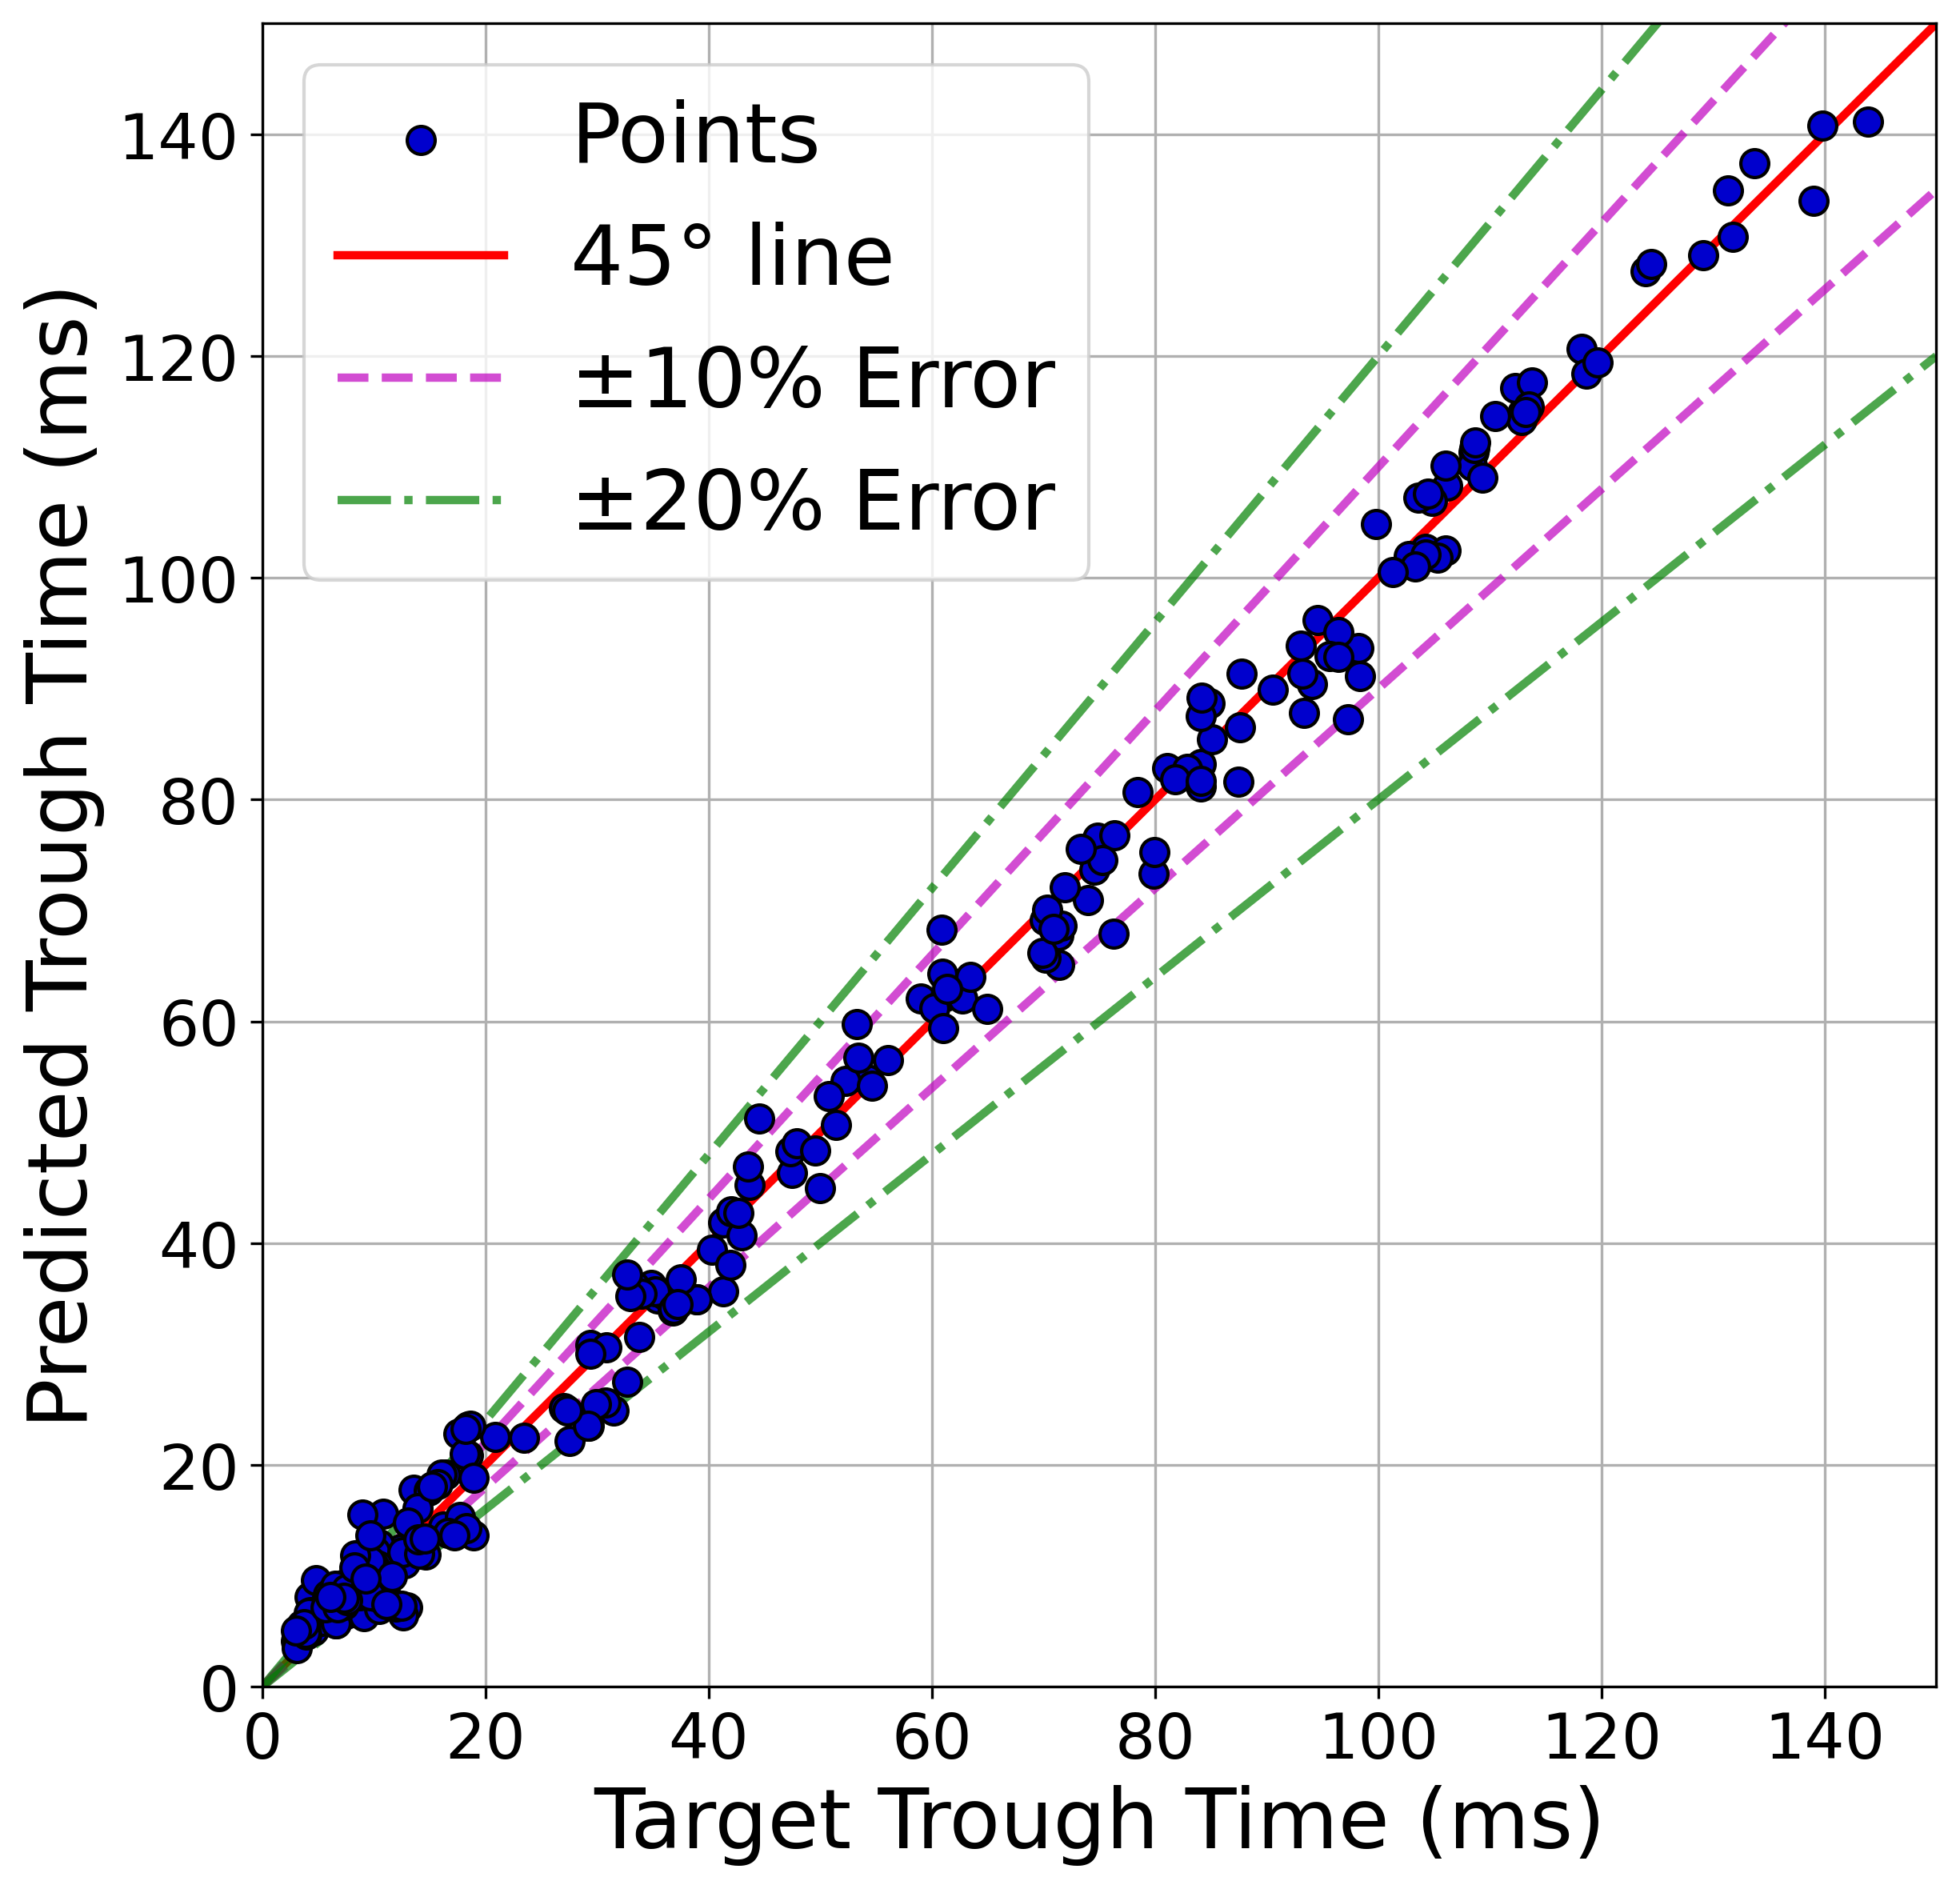 Points
45° line
±10% Error
±20% Error
140
120
100
80
60
40
20
0
0 20 40 60 80 100 120 140
Predicted Trough Time (ms)
Target Trough Time (ms)